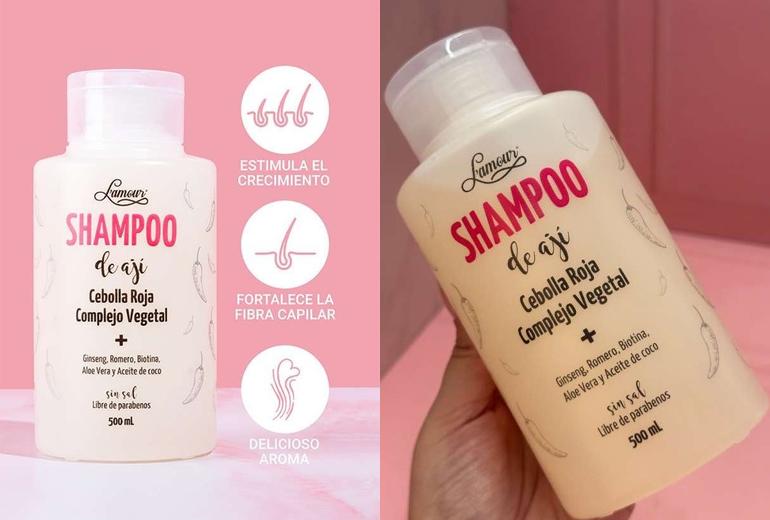 L'amour
SHAMPOO
de ají
Cebolla Roja
Complejo Vegetal
+
Ginseng, Romero, Biotina,
Aloe Vera y Aceite de coco
sin sal
Libre de parabenos
500 mL
ESTIMULA EL
CRECIMIENTO
FORTALECE LA
FIBRA CAPILAR
DELICIOSO
AROMA
L'amour
SHAMPOO
de ají
Cebolla Roja
Complejo Vegetal
+
Ginseng, Romero, Biotina,
Aloe Vera y Aceite de coco
sin sal
Libre de parabenos
500 mL